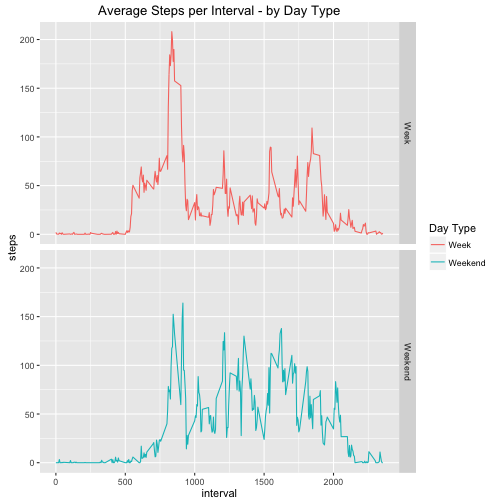 Average Steps per Interval - by Day Type
200
150
100
50
0
Week
200
150
100
50
0
Weekend
steps
0
500
1000
1500
2000
interval
Day Type
Week
Weekend